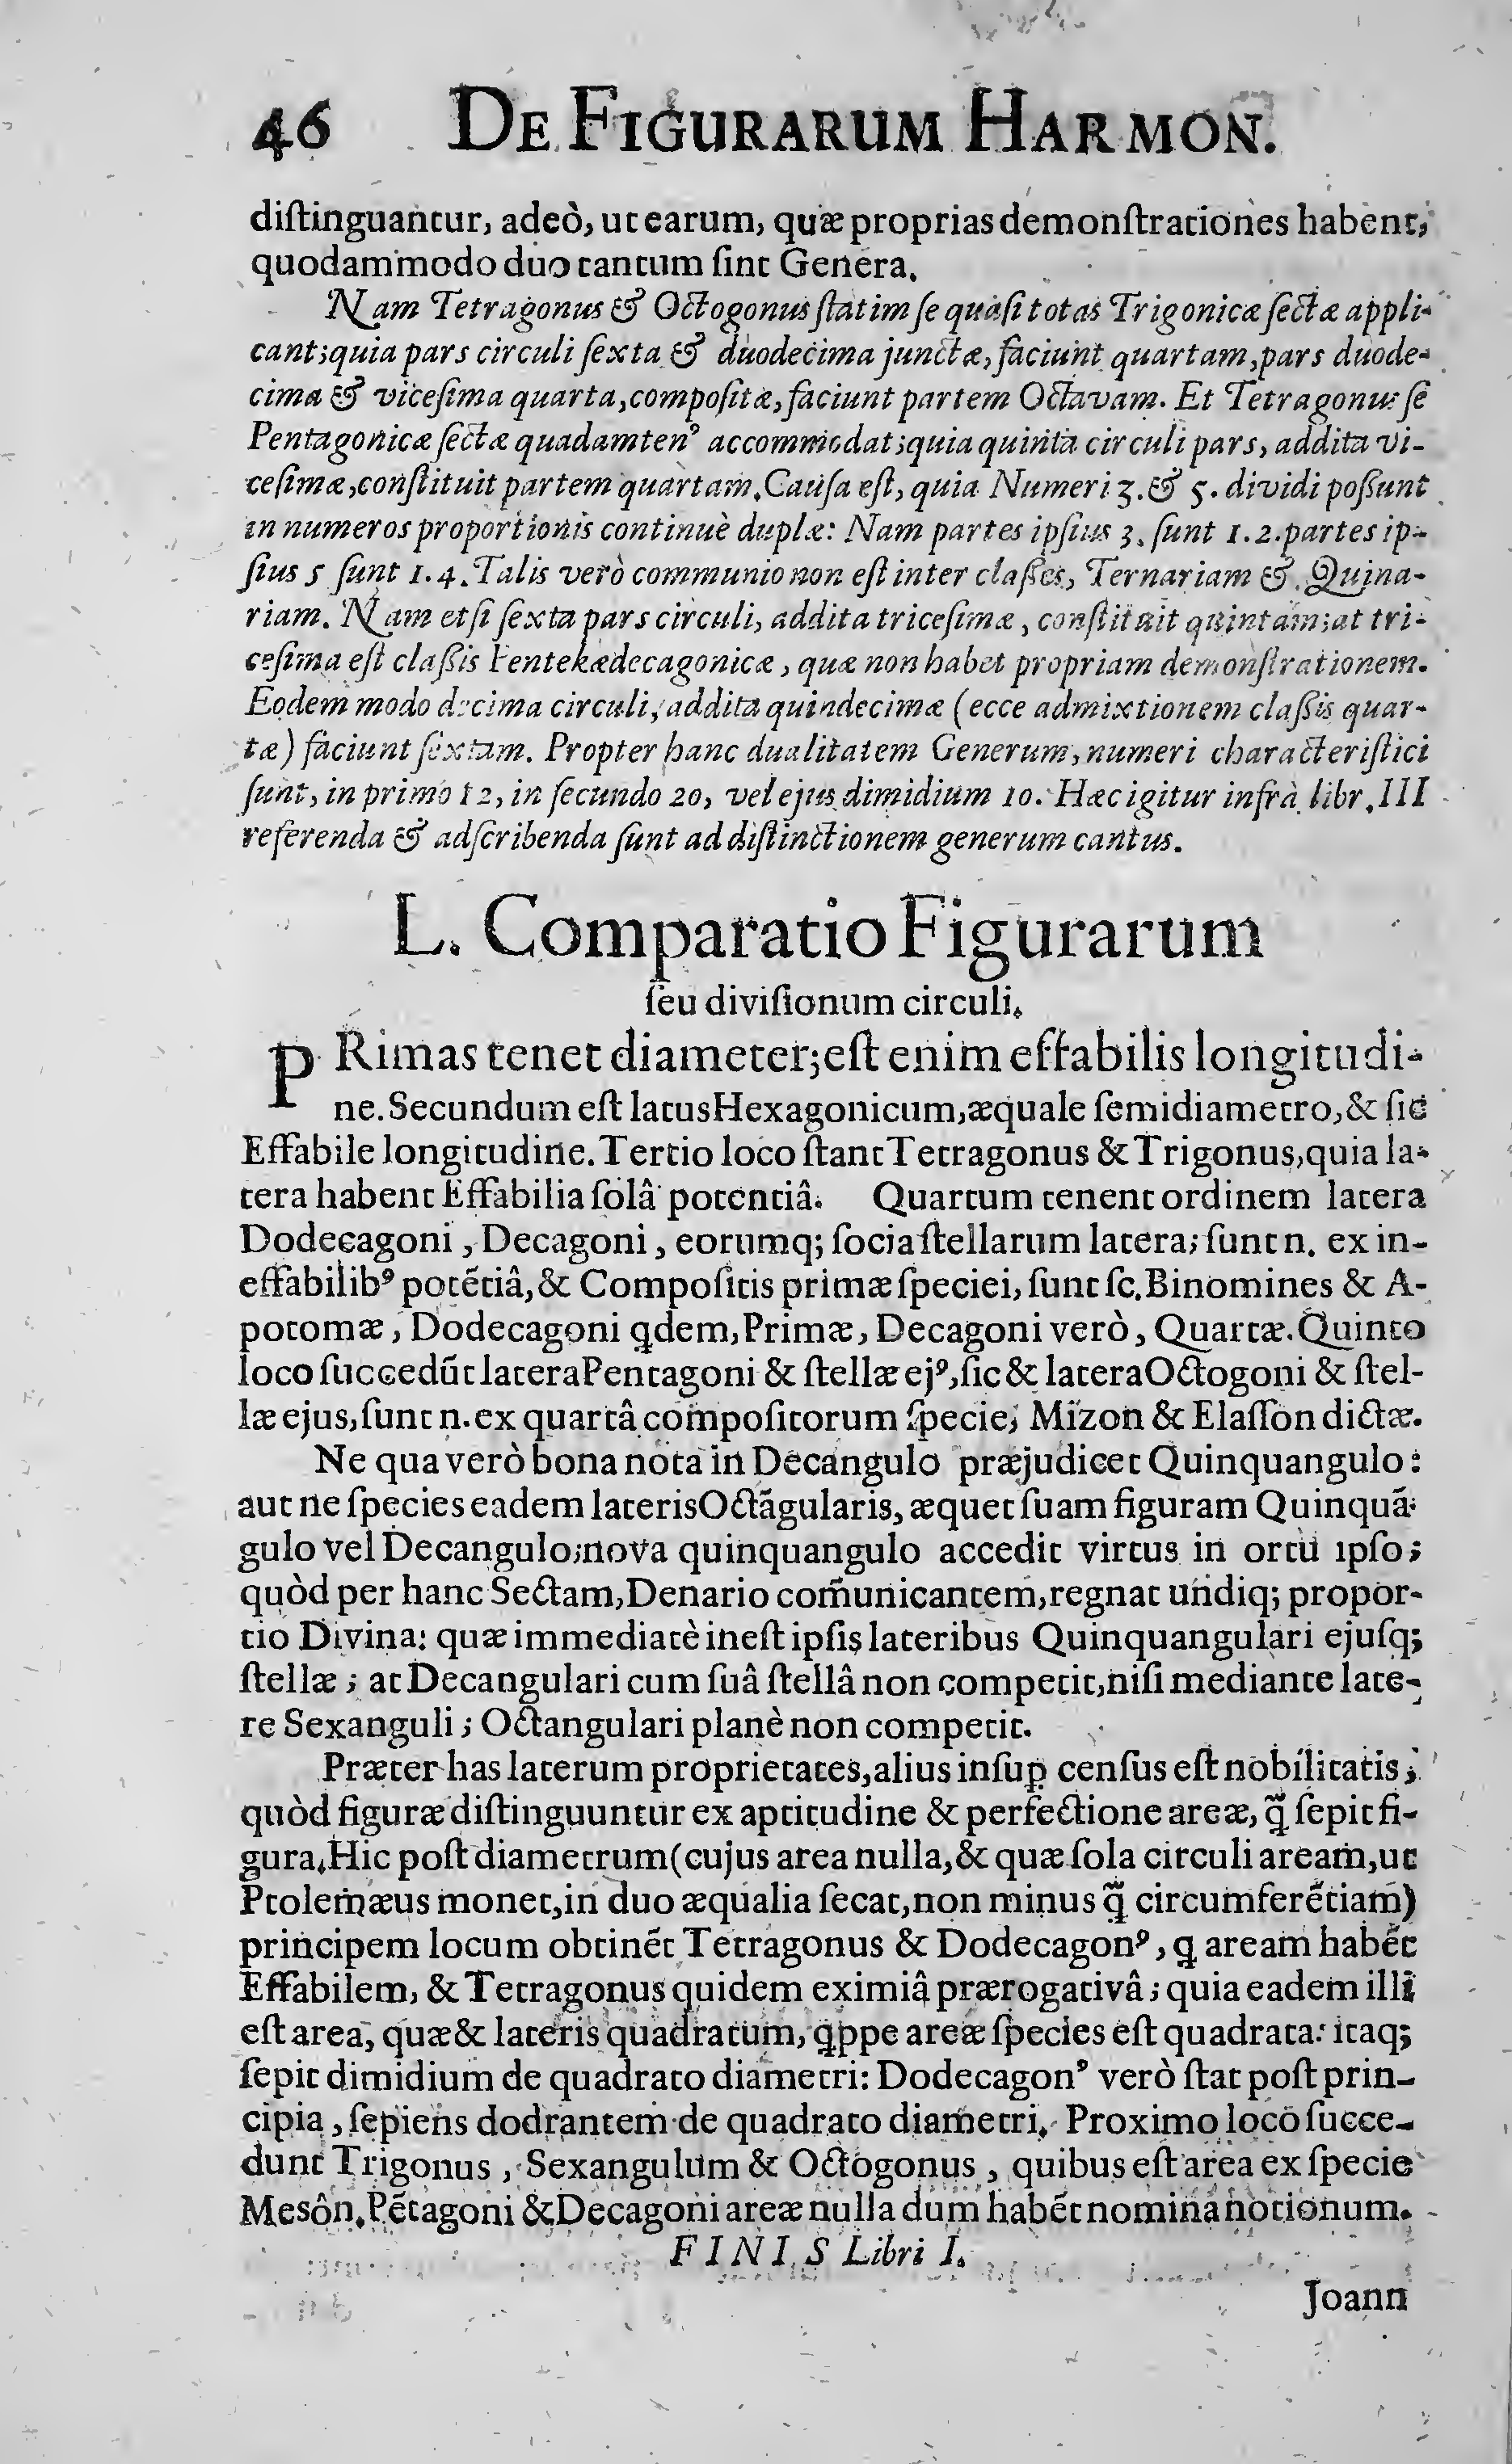 46 DE FIGURARUM HARMON.
diſtinguantur, adeò, ut earum, quæ proprias demonſtrationes habent,
quodammodo duo tantum ſint Genera.
Nam Tetragonus & Octogonus ſtatim ſe quaſi totas Trigonicæ ſectæ appli-
cant; quia pars circuli ſexta & duodecima junctæ, faciunt quartam, pars duode-
cima & viceſima quarta, compoſitæ, faciunt partem Octavam. Et Tetragonus ſe
Pentagonicæ ſectæ quadamtenꝰ accommodat; quia quinta circuli pars, addita vi-
ceſimæ, conſtituit partem quartam. Cauſa eſt, quia Numeri 3. & 5. dividi poſſunt
in numeros proportionis continuè duplæ: Nam partes ipſius 3. ſunt 1. 2. partes ip-
ſius 5 ſunt 1. 4. Talis verò communio non eſt inter claſſes, Ternariam & Quina-
riam. Nam etſi ſexta pars circuli, addita triceſimæ, conſtituit quintam; at tri-
ceſima eſt claſſis Pentekædecagonicæ, quæ non habet propriam demonſtrationem.
Eodem modo decima circuli, addita quindecimæ (ecce admixtionem claſſis quar-
tæ) faciunt ſextam. Propter hanc dualitatem Generum, numeri characteriſtici
ſunt, in primo 12, in ſecundo 20, vel ejus dimidium 10. Hæc igitur infrà libr. III
referenda & adſcribenda ſunt ad diſtinctionem generum cantus.
L. Comparatio Figurarum
ſeu diviſionum circuli.
PRimas tenet diameter; eſt enim effabilis longitudi-
ne. Secundum eſt latus Hexagonicum, æquale ſemidiametro, & ſic
Effabile longitudine. Tertio loco ſtant Tetragonus & Trigonus, quia la-
tera habent Effabilia ſolâ potentiâ. Quartum tenent ordinem latera
Dodecagoni, Decagoni, eorumq; ſocia ſtellarum latera; ſunt n. ex in-
effabilibꝰ potẽtiâ, & Compoſitis primæ ſpeciei, ſunt ſc. Binomines & A-
potomæ, Dodecagoni ꝗdem, Primæ, Decagoni verò, Quartæ. Quinto
loco ſuccedũt latera Pentagoni & ſtellæ ejꝰ, ſic & latera Octogoni & ſtel-
læ ejus, ſunt n. ex quartâ compoſitorum ſpecie, Mizon & Elaſſon dictæ.
Ne qua verò bona nota in Decangulo præjudicet Quinquangulo:
aut ne ſpecies eadem lateris Octãgularis, æquet ſuam figuram Quinquã-
gulo vel Decangulo; nova quinquangulo accedit virtus in ortu ipſo;
quòd per hanc Sectam, Denario com̃unicantem, regnat undiq; propor-
tio Divina: quæ immediatè ineſt ipſis lateribus Quinquangulari ejuſq;
ſtellæ; at Decangulari cum ſuâ ſtellâ non competit, niſi mediante late-
re Sexanguli; Octangulari planè non competit.
Præter has laterum proprietates, alius inſuꝑ cenſus eſt nobilitatis,
quòd figuræ diſtinguuntur ex aptitudine & perfectione areæ, q̃ ſepit fi-
gura. Hic poſt diametrum (cujus area nulla, & quæ ſola circuli aream, ut
Ptolemæus monet, in duo æqualia ſecat, non minus q̃ circumferẽtiam)
principem locum obtinẽt Tetragonus & Dodecagonꝰ, ꝗ aream habẽt
Effabilem, & Tetragonus quidem eximiâ prærogativâ; quia eadem illi
eſt area, quæ & lateris quadratum, ꝗppe areæ ſpecies eſt quadrata: itaq;
ſepit dimidium de quadrato diametri: Dodecagonꝰ verò ſtat poſt prin-
cipia, ſepiens dodrantem de quadrato diametri. Proximo loco ſucce-
dunt Trigonus, Sexangulum & Octogonus, quibus eſt area ex ſpecie
Mesôn. Pẽtagoni & Decagoni areæ nulla dum habẽt nomina notionum.
FINIS Libri I.
Joann